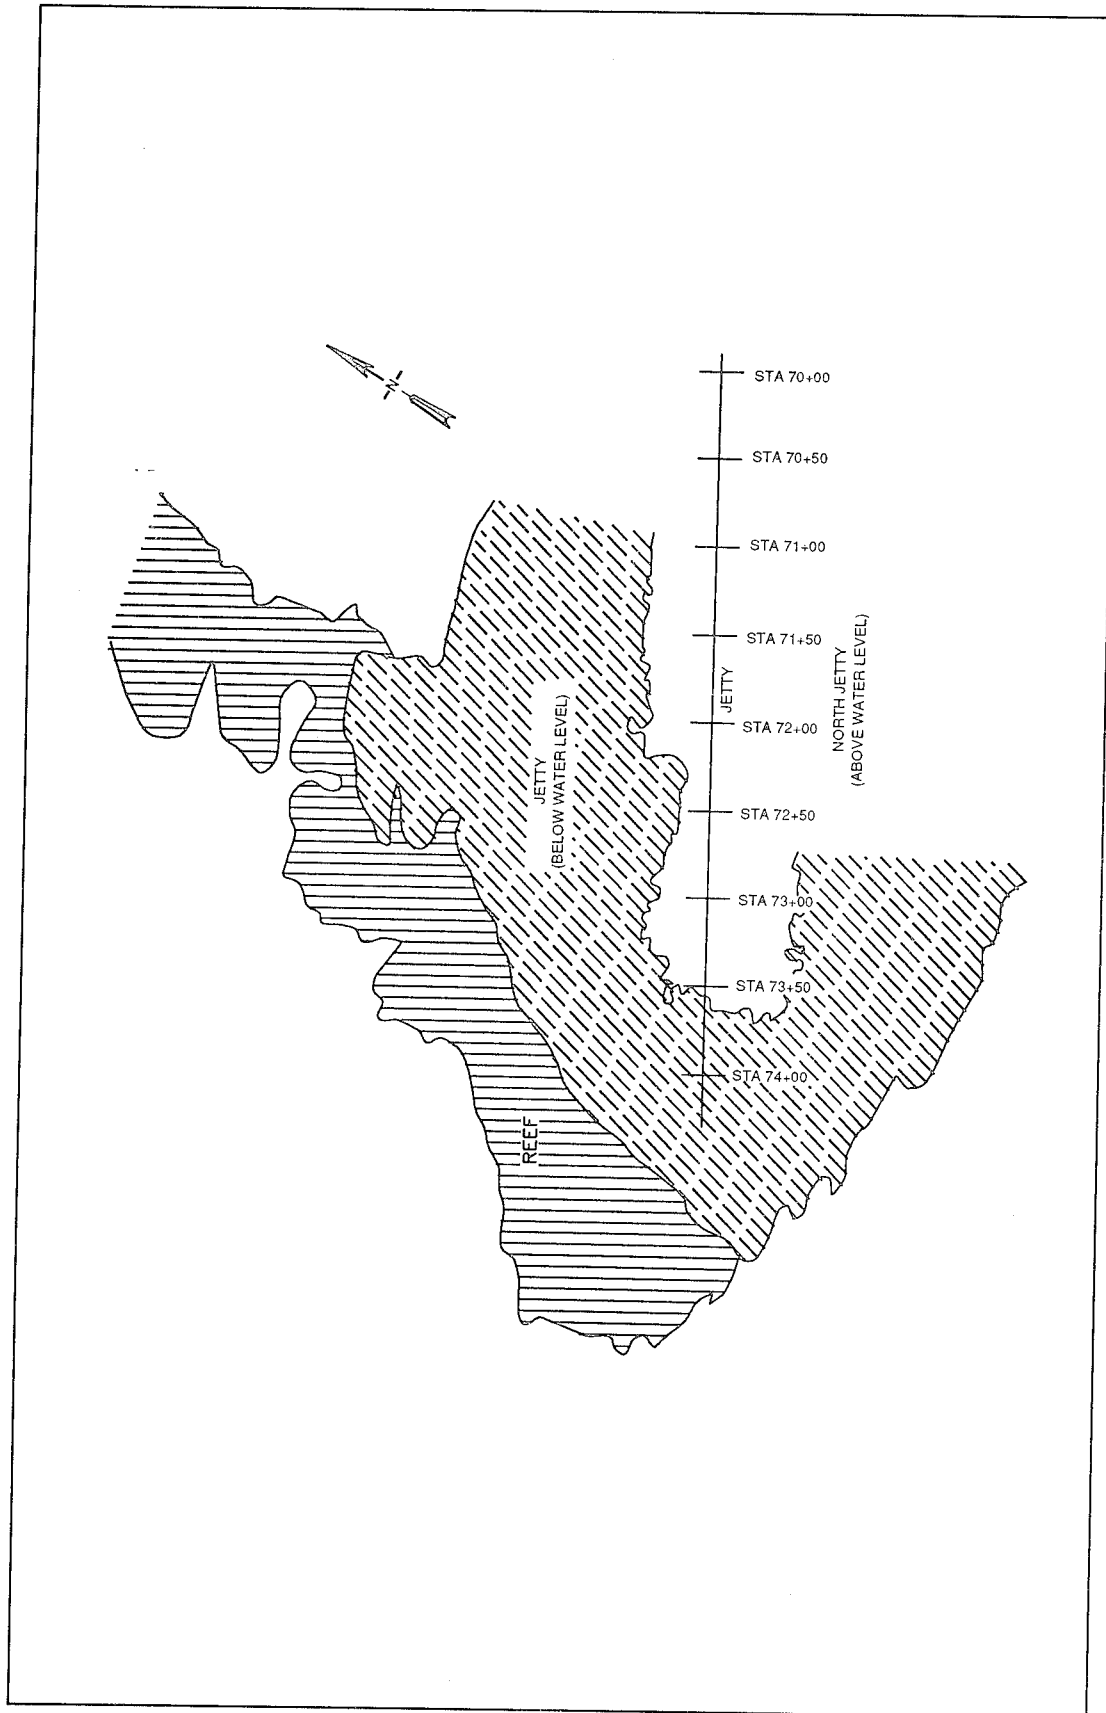 N
STA 70+00
STA 70+50
STA 71+00
STA 71+50
JETTY
NORTH JETTY
(ABOVE WATER LEVEL)
STA 72+00
JETTY
(BELOW WATER LEVEL)
STA 72+50
STA 73+00
STA 73+50
STA 74+00
REEF